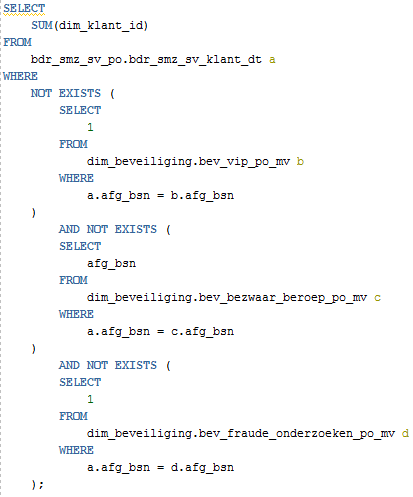 SELECT
SUM(dim_klant_id)
FROM
bdr_smz_sv_po.bdr_smz_sv_klant_dt a
WHERE
NOT EXISTS (
SELECT
1
FROM
dim_beveiliging.bev_vip_po_mv b
WHERE
a.afg_bsn = b.afg_bsn
)
AND NOT EXISTS (
SELECT
afg_bsn
FROM
dim_beveiliging.bev_bezwaar_beroep_po_mv c
WHERE
a.afg_bsn = c.afg_bsn
)
AND NOT EXISTS (
SELECT
1
FROM
dim_beveiliging.bev_fraude_onderzoeken_po_mv d
WHERE
a.afg_bsn = d.afg_bsn
);